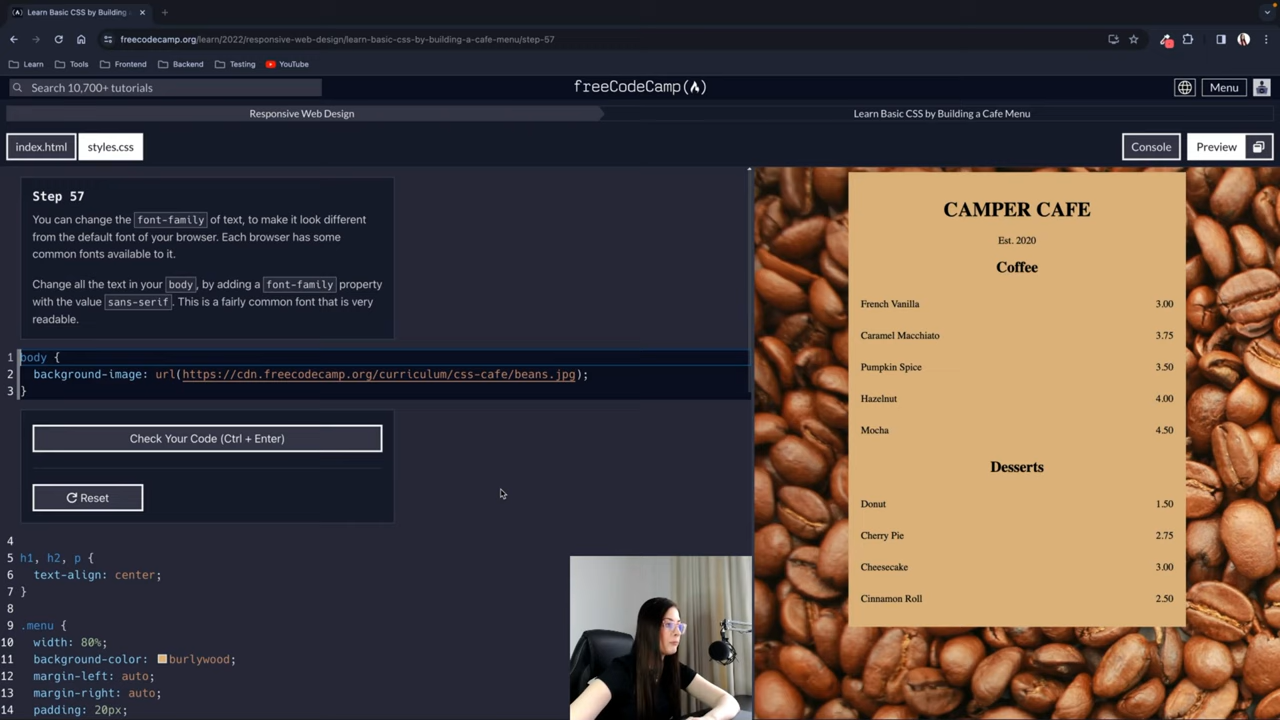 Learn Basic CSS by Building
freecodecamp.org/learn/2022/responsive-web-design/learn-basic-css-by-building-a-cafe-menu/step-57
Learn Tools Frontend Backend Testing YouTube
Search 10,700+ tutorials
freeCodeCamp
Menu
Responsive Web Design
Learn Basic CSS by Building a Cafe Menu
index.html
styles.css
Console
Preview
Step 57
You can change the font-family of text, to make it look different
from the default font of your browser. Each browser has some
common fonts available to it.
Change all the text in your body, by adding a font-family property
with the value sans-serif. This is a fairly common font that is very
readable.
1 body {
2 background-image: url(https://cdn.freecodecamp.org/curriculum/css-cafe/beans.jpg);
3 }
Check Your Code (Ctrl + Enter)
Reset
4
5 h1, h2, p {
6 text-align: center;
7 }
8
9 .menu {
10 width: 80%;
11 background-color: burlywood;
12 margin-left: auto;
13 margin-right: auto;
14 padding: 20px;
CAMPER CAFE
Est. 2020
Coffee
French Vanilla 3.00
Caramel Macchiato 3.75
Pumpkin Spice 3.50
Hazelnut 4.00
Mocha 4.50
Desserts
Donut 1.50
Cherry Pie 2.75
Cheesecake 3.00
Cinnamon Roll 2.50